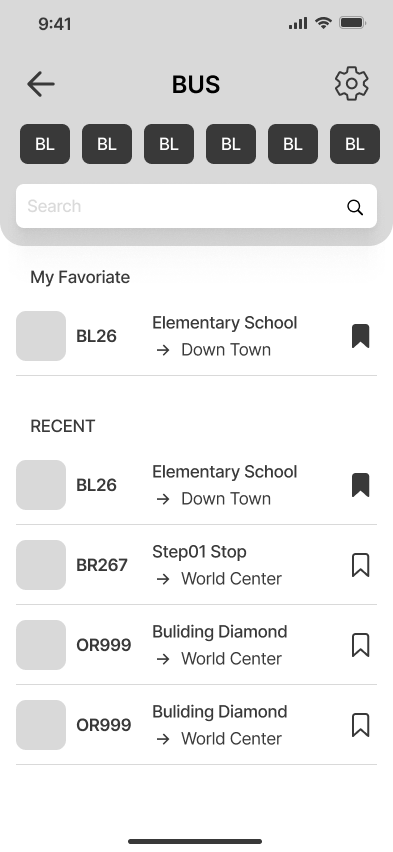 9:41
BUS
BL BL BL BL BL BL
Search
My Favoriate
BL26
Elementary School
→ Down Town
RECENT
BL26
Elementary School
→ Down Town
BR267
Step01 Stop
→ World Center
OR999
Buliding Diamond
→ World Center
OR999
Buliding Diamond
→ World Center